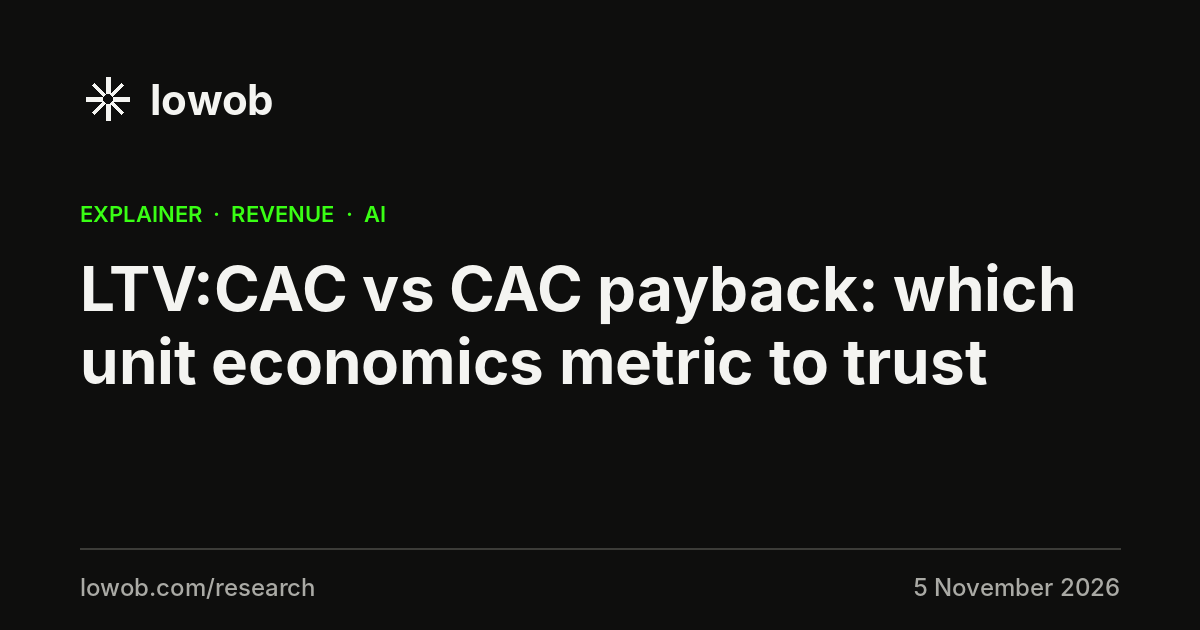 lowob
EXPLAINER · REVENUE · AI
LTV:CAC vs CAC payback: which
unit economics metric to trust
lowob.com/research
5 November 2026